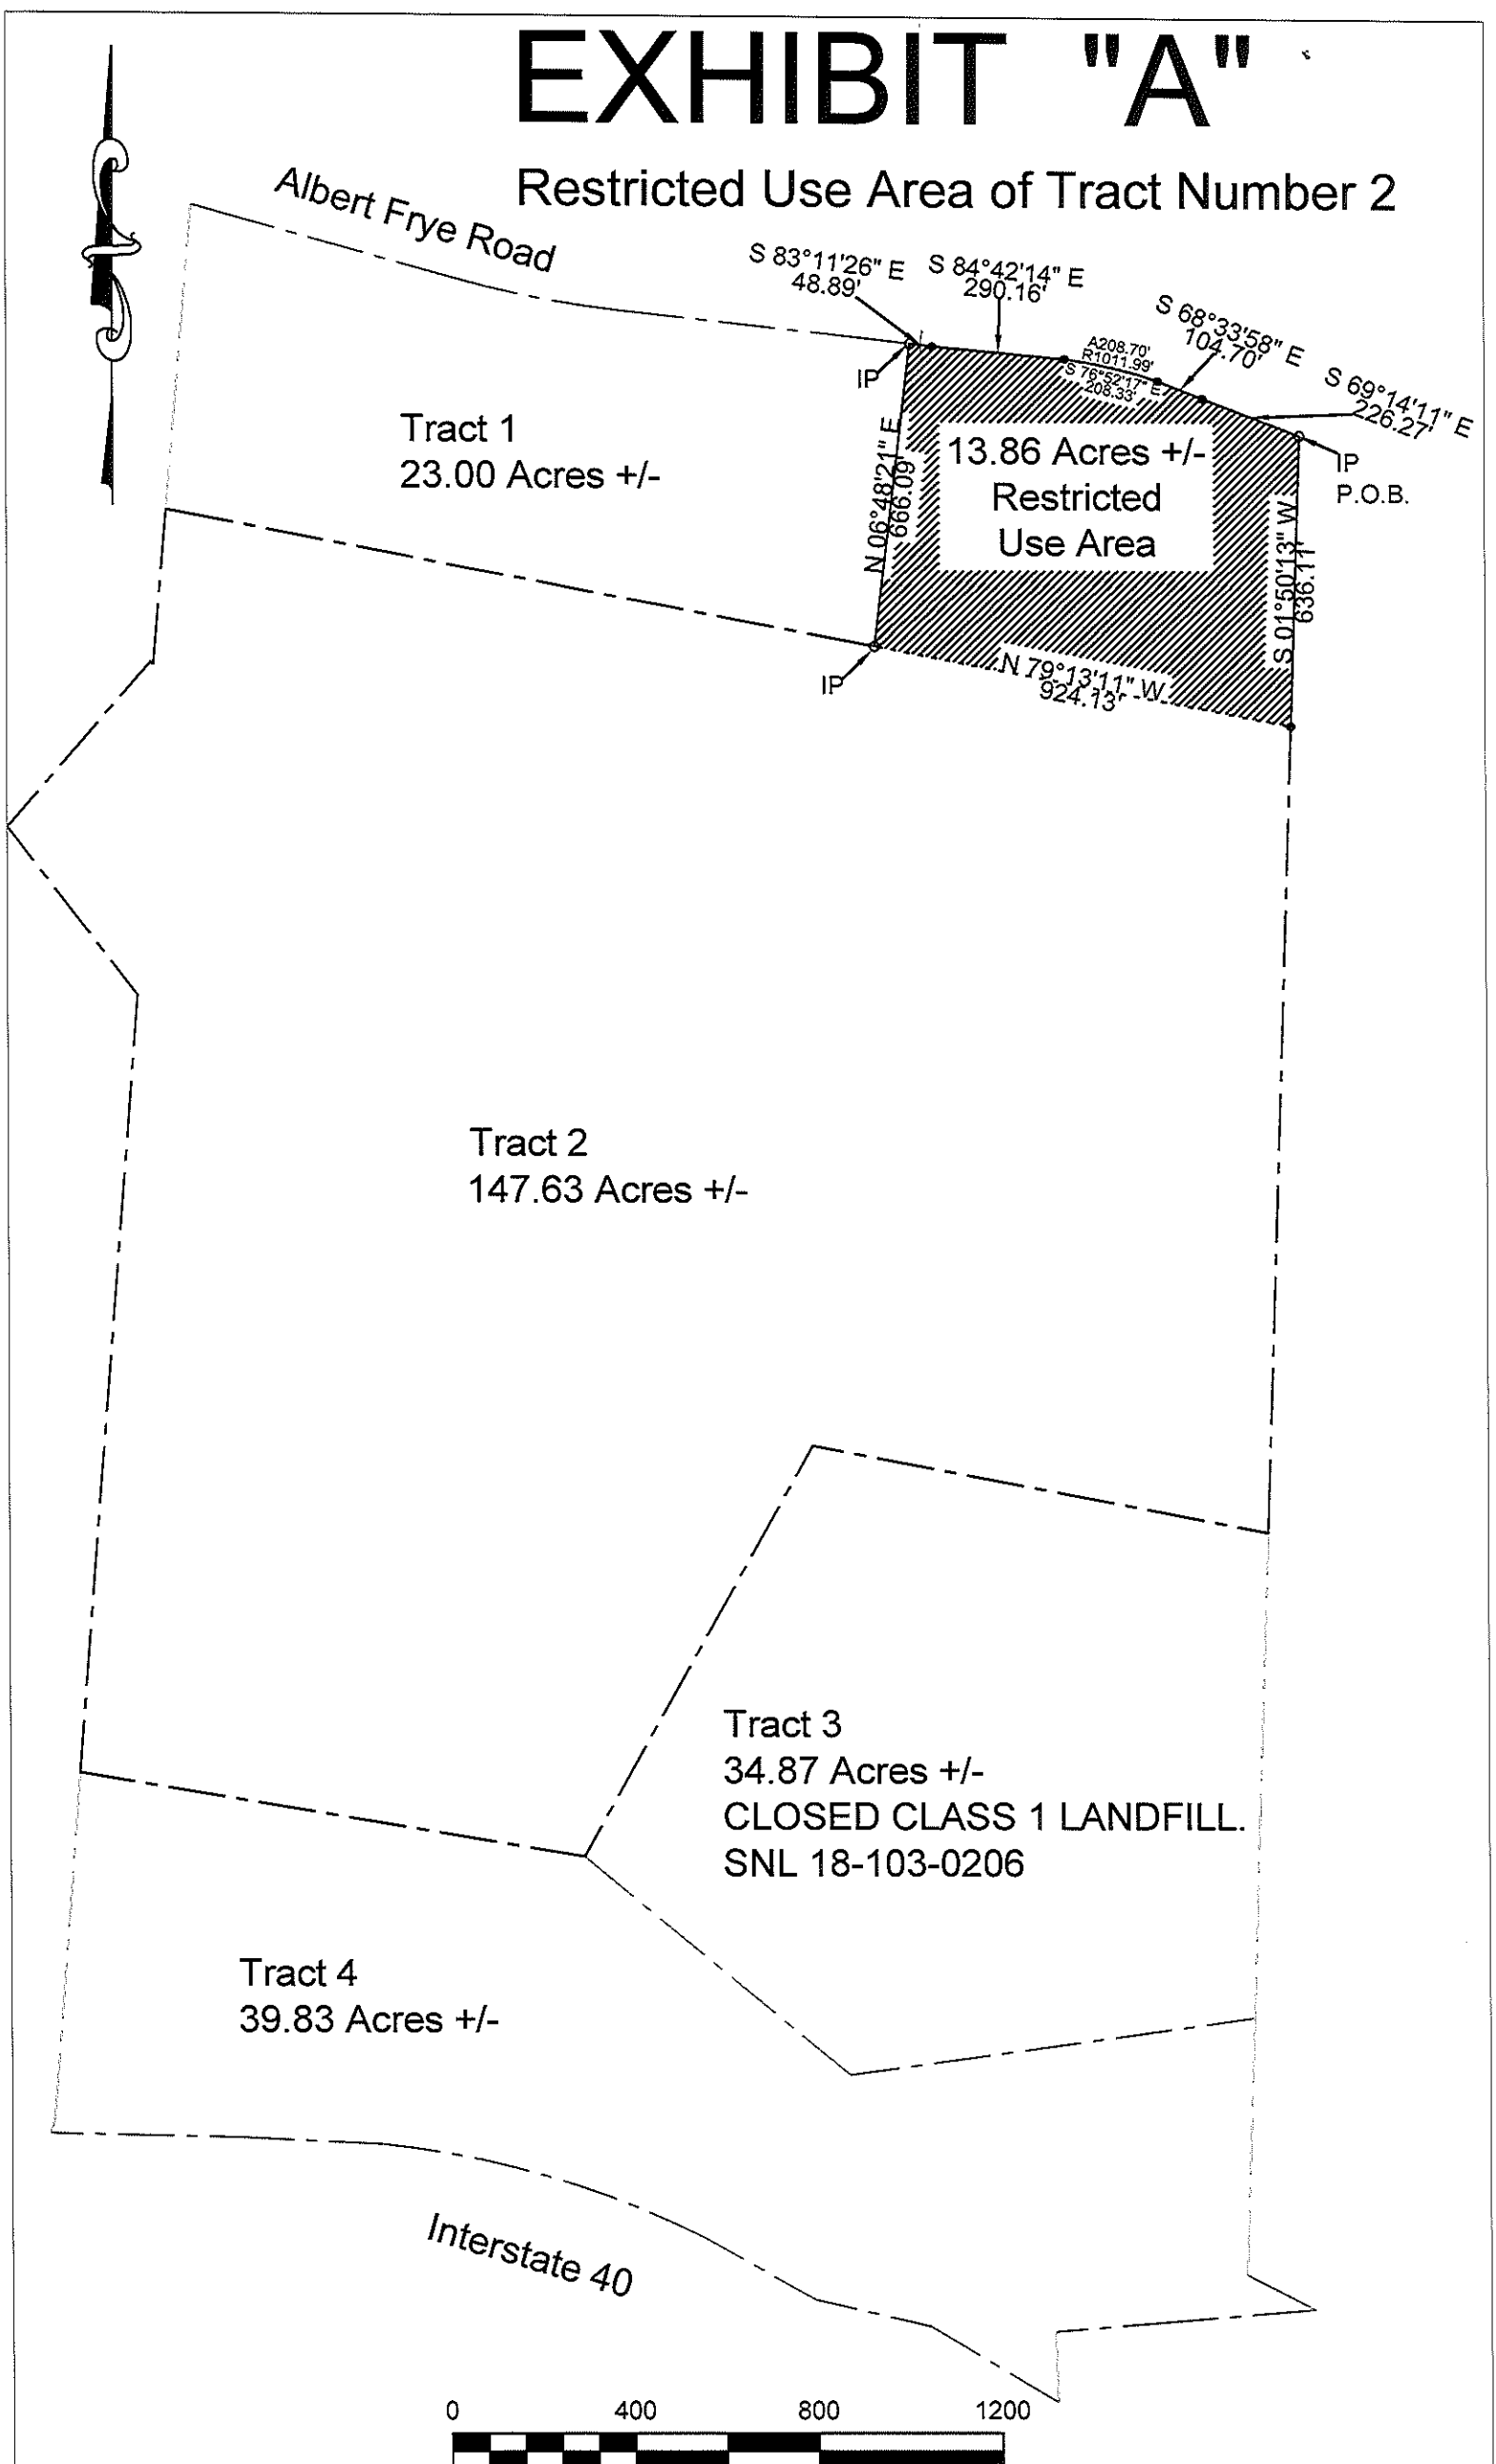 EXHIBIT "A"
Restricted Use Area of Tract Number 2
Albert Frye Road
S 83°11'26" E
48.89'
S 84°42'14" E
290.16'
S 68°33'58" E
104.70'
S 69°14'11" E
226.27'
A208.70'
R1011.99'
S 76°52'17" E
208.33'
IP
IP
P.O.B.
Tract 1
23.00 Acres +/-
N 06°48'21" E
666.09'
13.86 Acres +/-
Restricted
Use Area
S 01°50'13" W
636.11'
IP
N 79°13'11" W
924.13'
Tract 2
147.63 Acres +/-
Tract 3
34.87 Acres +/-
CLOSED CLASS 1 LANDFILL.
SNL 18-103-0206
Tract 4
39.83 Acres +/-
Interstate 40
0 400 800 1200